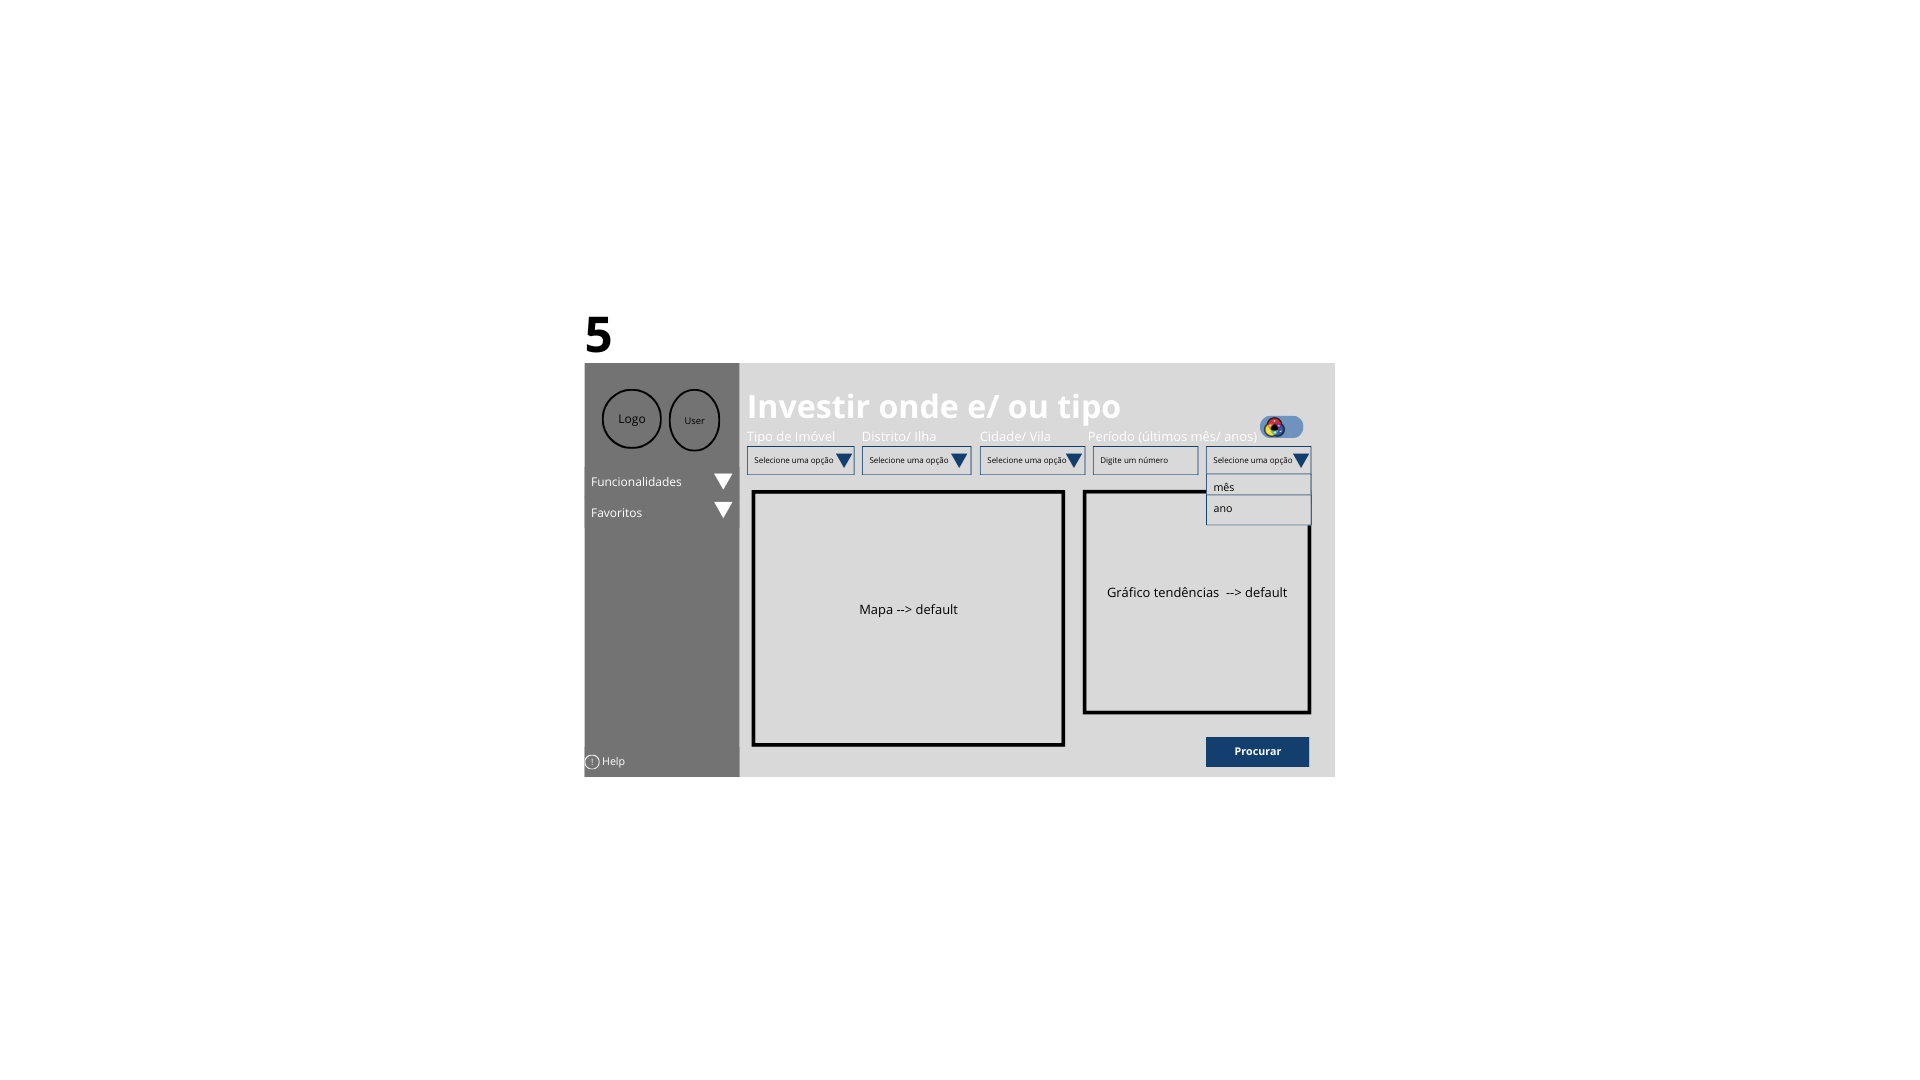 5
Logo
User
Funcionalidades
Favoritos
! Help
Investir onde e/ ou tipo
Tipo de Imóvel
Distrito/ Ilha
Cidade/ Vila
Período (últimos mês/ anos)
Selecione uma opção
Selecione uma opção
Selecione uma opção
Digite um número
Selecione uma opção
mês
ano
Mapa --> default
Gráfico tendências --> default
Procurar